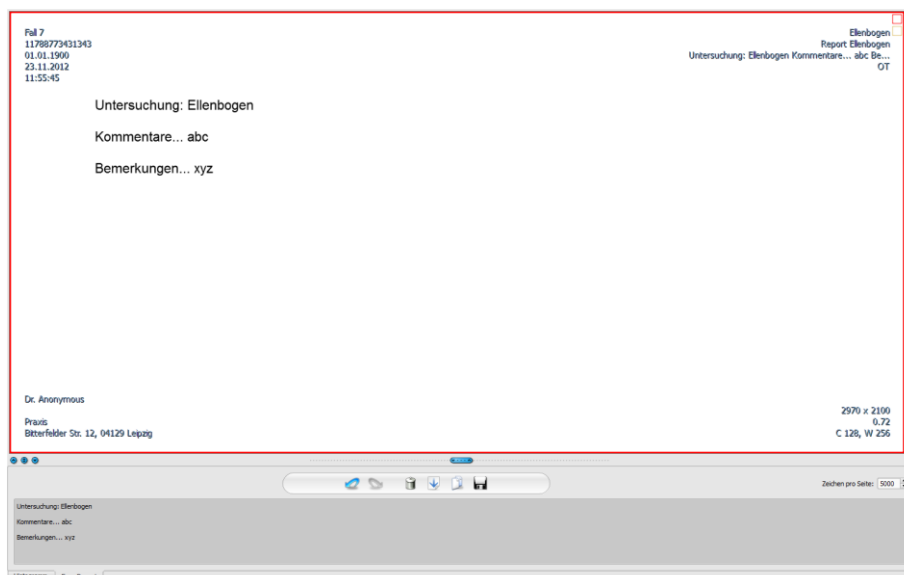 Fall 7
11788773431343
01.01.1900
23.11.2012
11:55:45
Ellenbogen
Report Ellenbogen
Untersuchung: Ellenbogen Kommentare... abc Be...
OT
Untersuchung: Ellenbogen
Kommentare... abc
Bemerkungen... xyz
Dr. Anonymous
Praxis
Bitterfelder Str. 12, 04129 Leipzig
2970 x 2100
0.72
C 128, W 256
Zeichen pro Seite: 5000
Untersuchung: Ellenbogen
Kommentare... abc
Bemerkungen... xyz